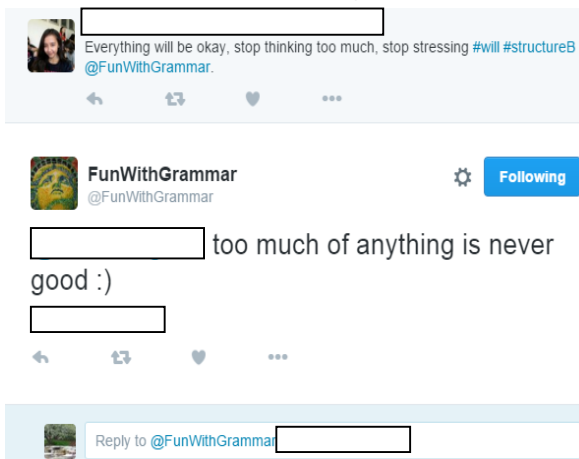 Everything will be okay, stop thinking too much, stop stressing #will #structureB
@FunWithGrammar.
FunWithGrammar
@FunWithGrammar
Following
too much of anything is never
good :)
Reply to @FunWithGrammar